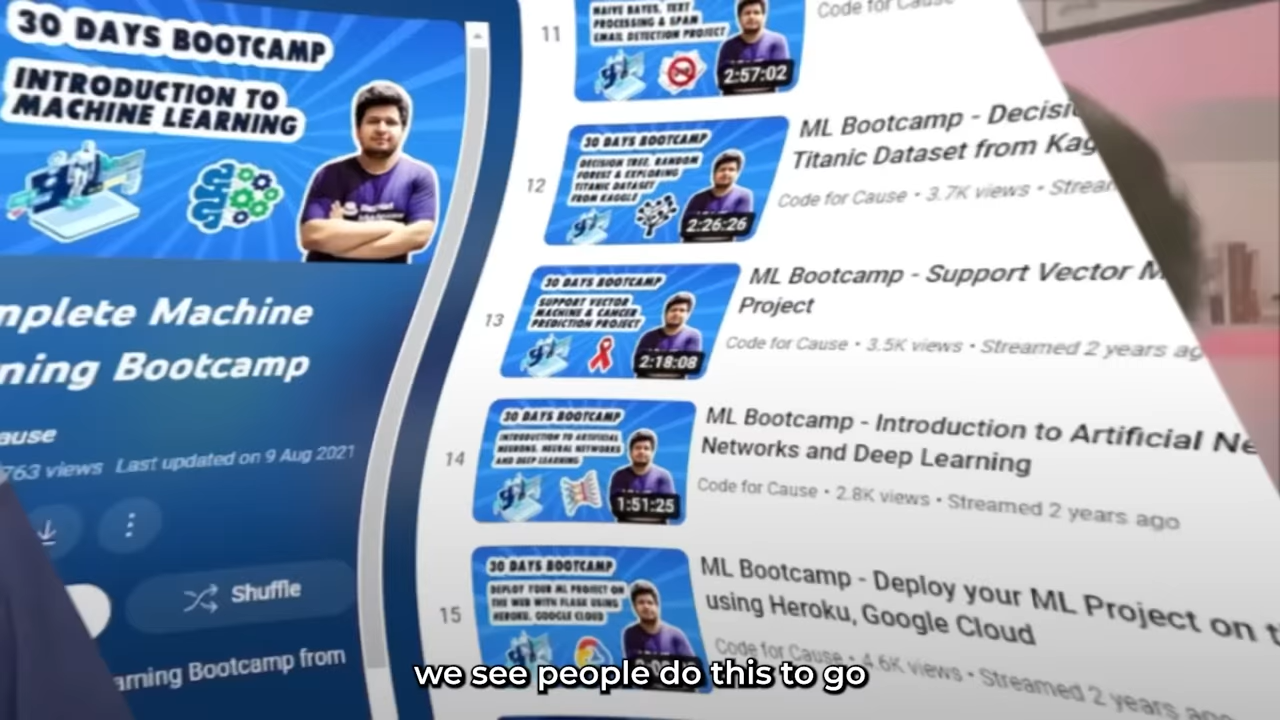 30 DAYS BOOTCAMP
INTRODUCTION TO
MACHINE LEARNING
mplete Machine
ning Bootcamp
ause
763 views Last updated on 9 Aug 2021
Shuffle
arning Bootcamp from
11
NAIVE BAYES, TEXT
PROCESSING & SPAM
EMAIL DETECTION PROJECT
2:57:02
Code for Cause
12
30 DAYS BOOTCAMP
DECISION TREE, RANDOM
FOREST & EXPLORING
TITANIC DATASET
FROM KAGGLE
2:26:26
ML Bootcamp - Decisi
Titanic Dataset from Kag
Code for Cause • 3.7K views • Strear
13
30 DAYS BOOTCAMP
SUPPORT VECTOR
MACHINE & CANCER
PREDICTION PROJECT
2:18:08
ML Bootcamp - Support Vector M
Project
Code for Cause • 3.5K views • Streamed 2 years ag
14
30 DAYS BOOTCAMP
INTRODUCTION TO ARTIFICIAL
NEURONS, NEURAL NETWORKS
AND DEEP LEARNING
1:51:25
ML Bootcamp - Introduction to Artificial Ne
Networks and Deep Learning
Code for Cause • 2.8K views • Streamed 2 years ago
15
30 DAYS BOOTCAMP
DEPLOY YOUR ML PROJECT ON
THE WEB WITH FLASK USING
HEROKU, GOOGLE CLOUD
ML Bootcamp - Deploy your ML Project on t
using Heroku, Google Cloud
Code for Cause • 4.6K views • Streamed 2 years ago
we see people do this to go